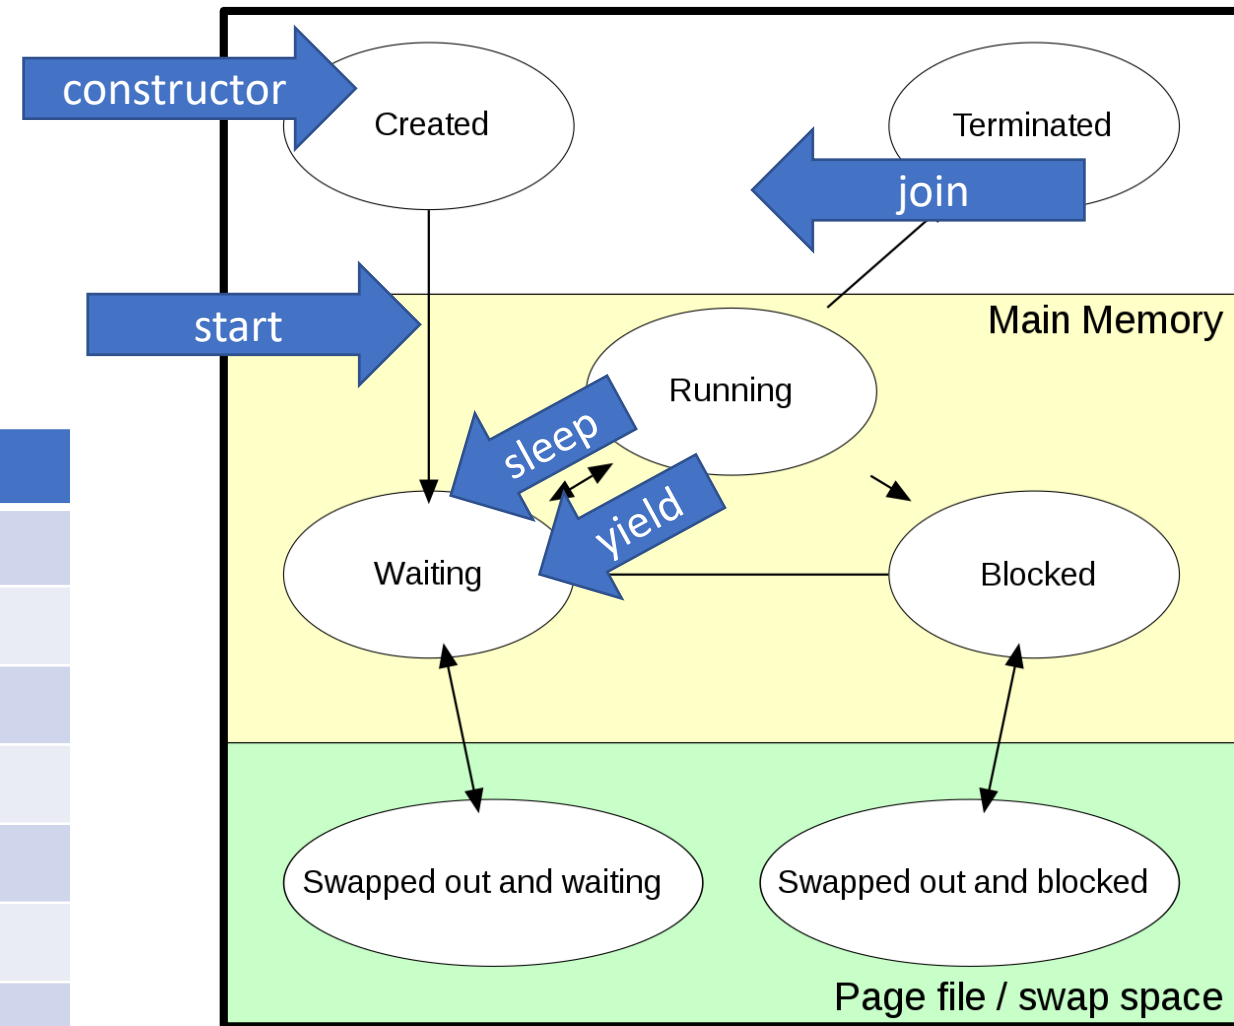 constructor
Created
Terminated
join
start
Main Memory
Running
sleep
yield
Waiting
Blocked
Swapped out and waiting
Swapped out and blocked
Page file / swap space